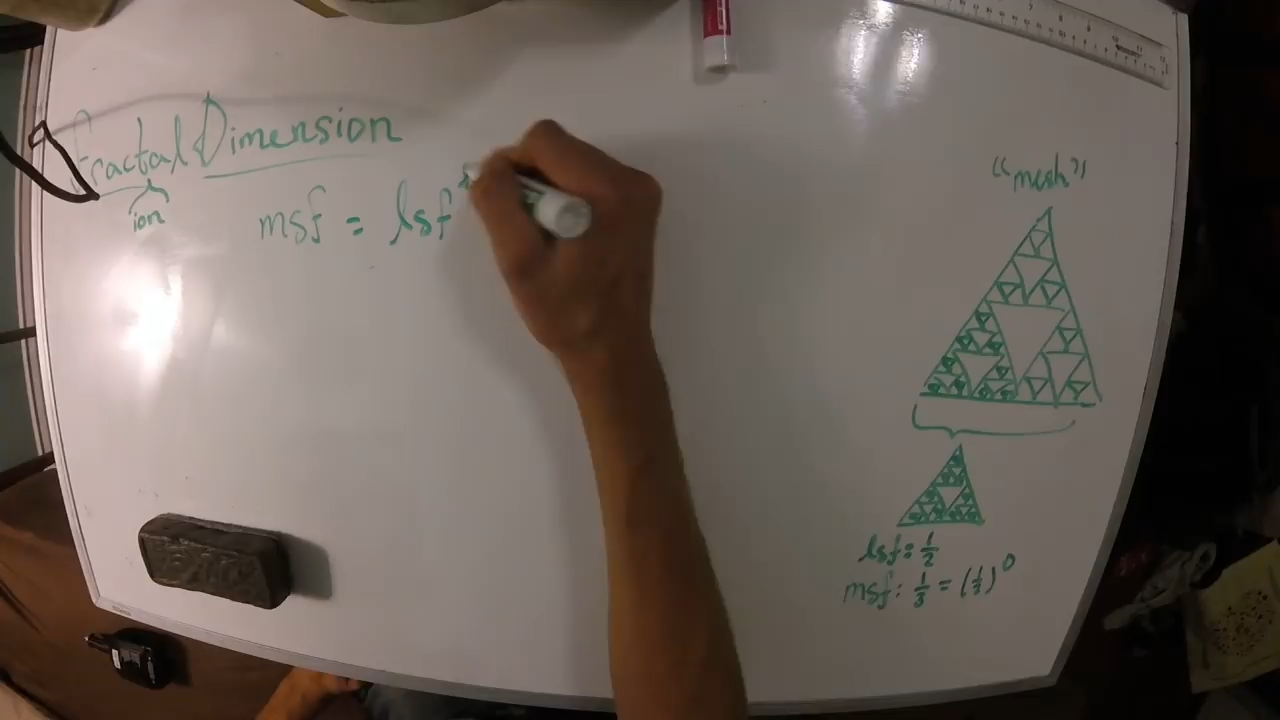 Fractal Dimension
ion
msf = lsf
"mesh"
lsf: 1/2
msf: 1/3 = (1/2)^D